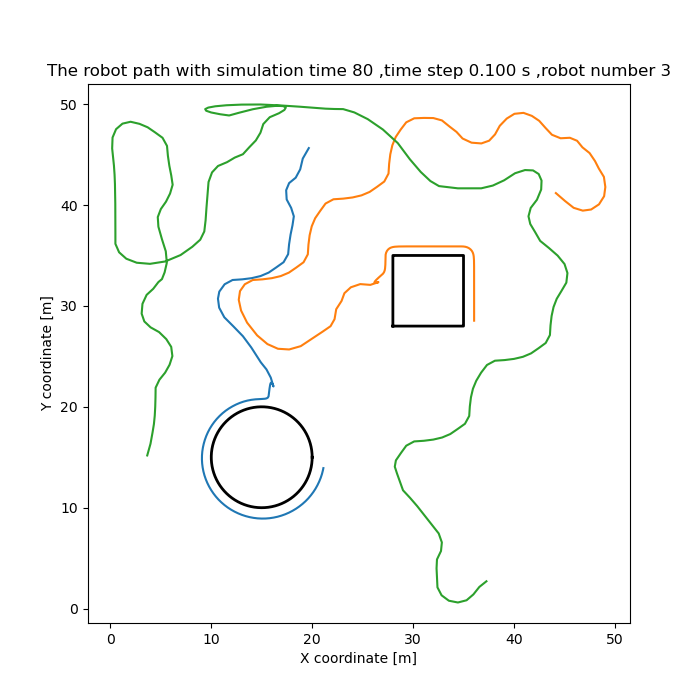 The robot path with simulation time 80 ,time step 0.100 s ,robot number 3
50
40
30
20
10
0
Y coordinate [m]
0 10 20 30 40 50
X coordinate [m]